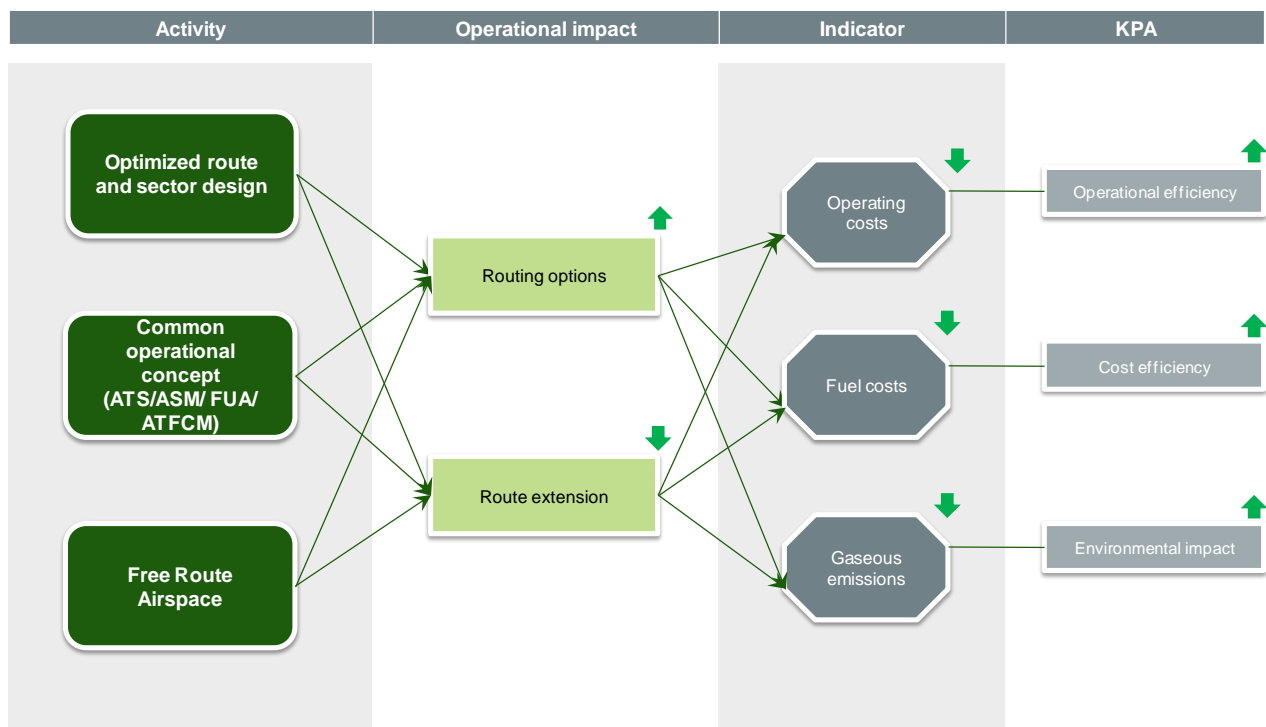 Activity
Operational impact
Indicator
KPA
Optimized route
and sector design
Common
operational
concept
(ATS/ASM/ FUA/
ATFCM)
Free Route
Airspace
Routing options
Route extension
Operating
costs
Fuel costs
Gaseous
emissions
Operational efficiency
Cost efficiency
Environmental impact